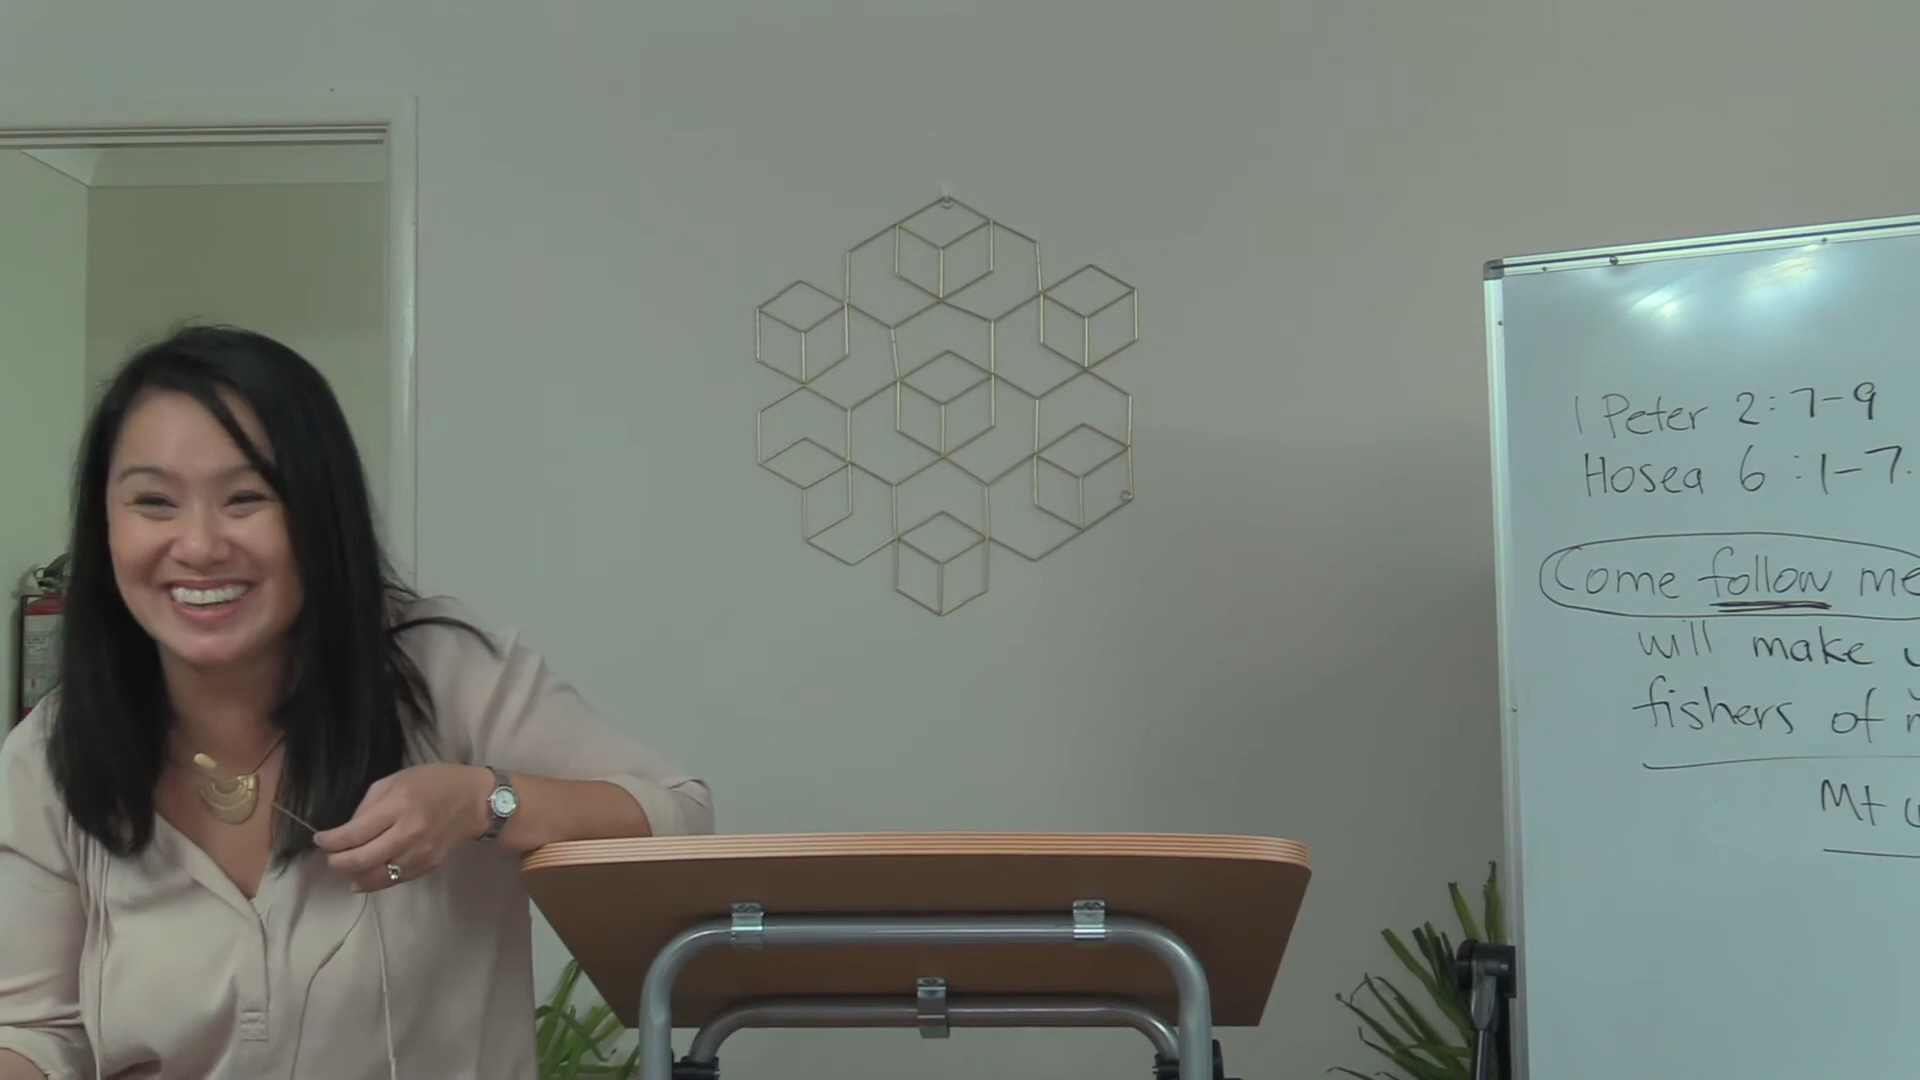 1 Peter 2:7-9
Hosea 6:1-7.
Come follow me
will make
fishers of
Mt